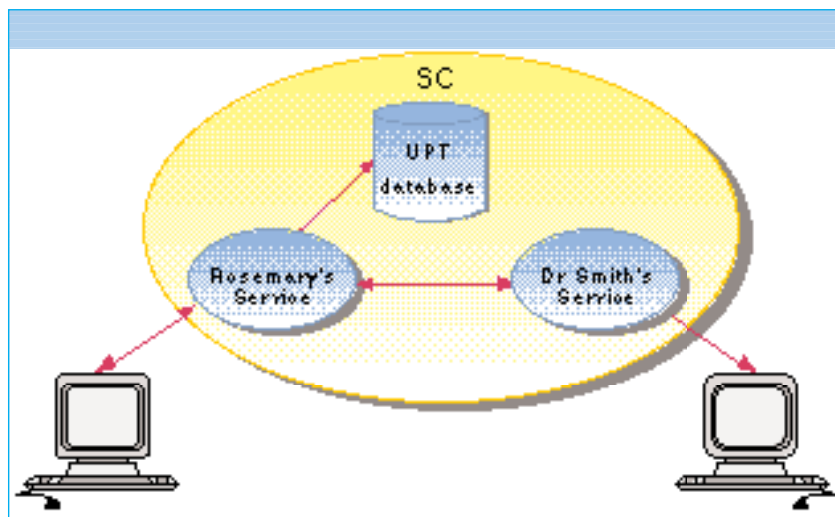 SC
UPT
database
Rosemary's
Service
Dr Smith's
Service